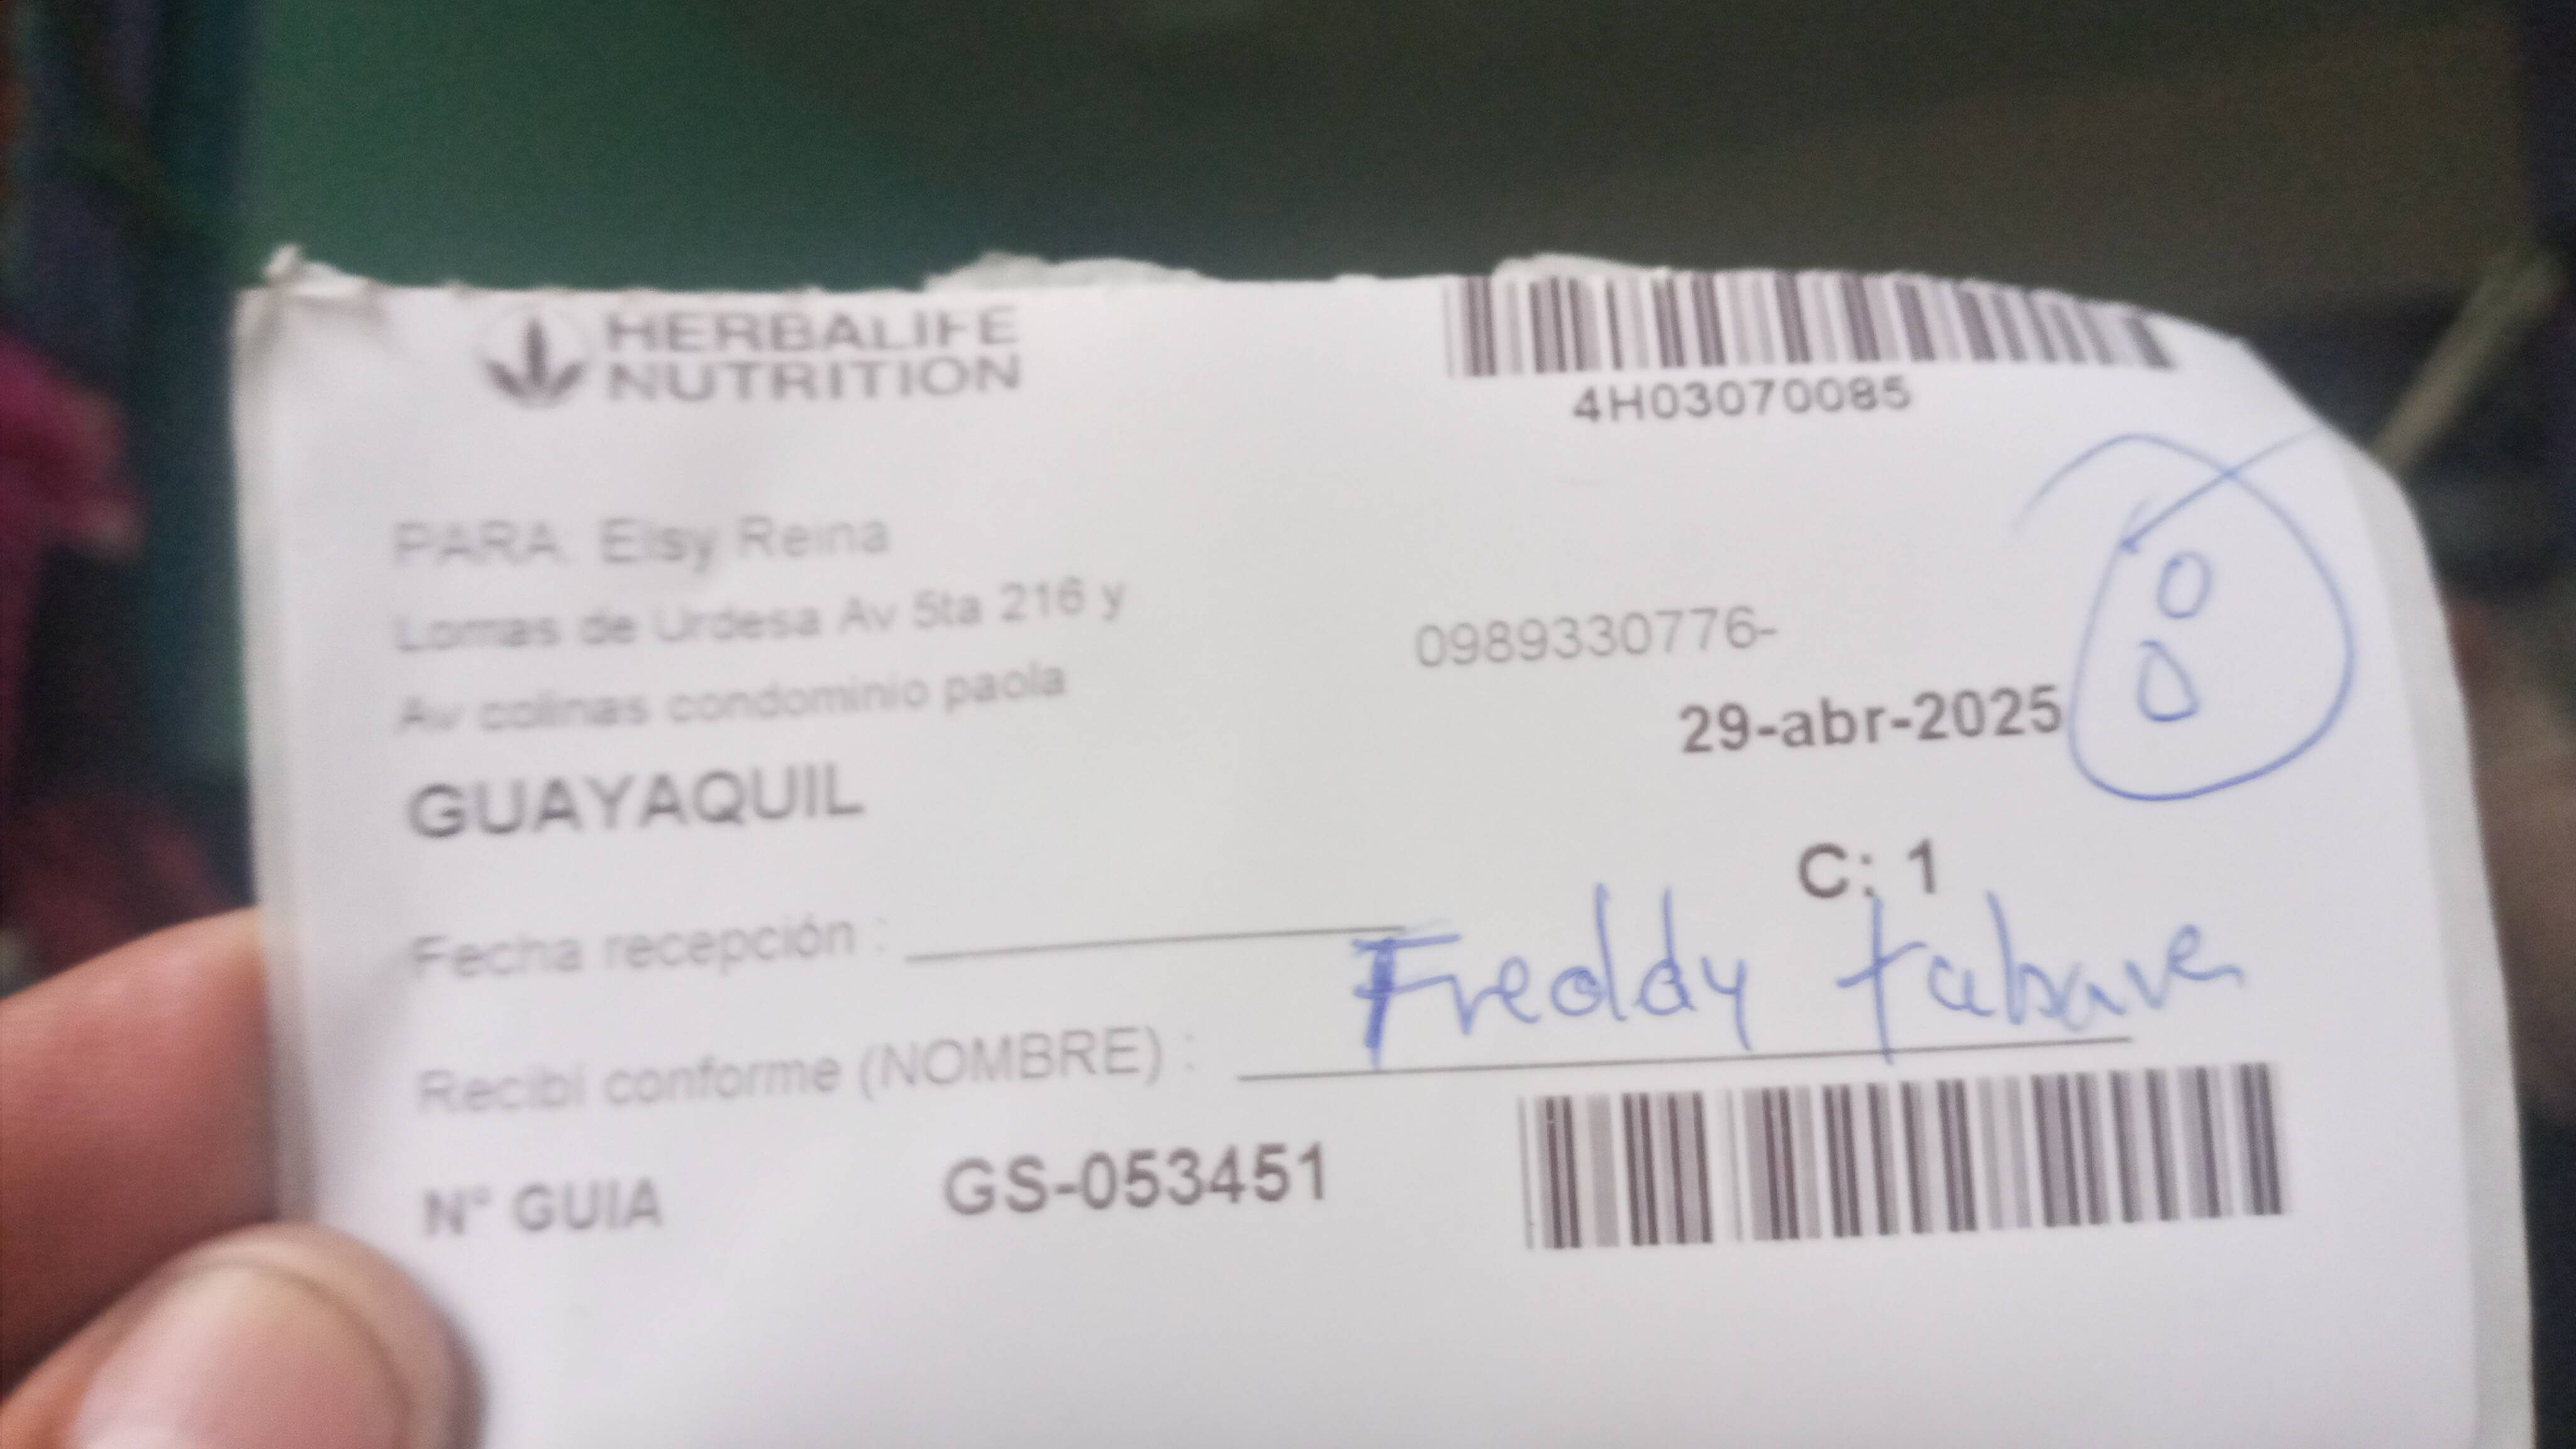 HERBALIFE
NUTRITION
4H03070085
PARA: Elsy Reina
Lomas de Urdesa Av 5ta 216 y
Av colinas condominio paola
0989330776-
29-abr-2025
GUAYAQUIL
C: 1
Fecha recepción :
Recibí conforme (NOMBRE) : Freddy
N° GUIA GS-053451